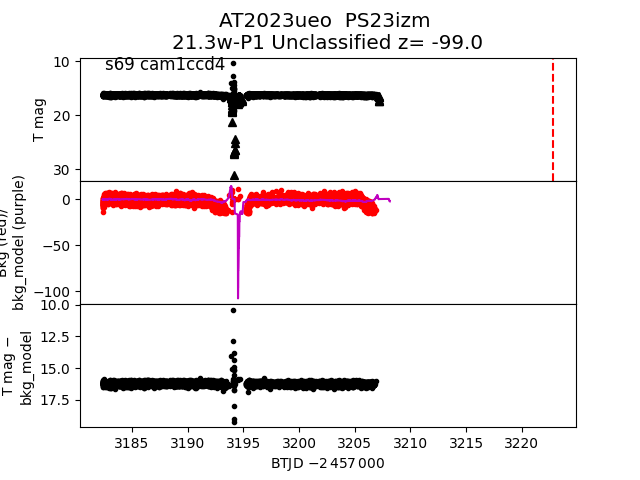 AT2023ueo  PS23izm
21.3w-P1 Unclassified z= -99.0
s69 cam1ccd4
10
20
30
T mag
0
−50
−100
Bkg (red)/
bkg_model (purple)
10.0
12.5
15.0
17.5
T mag −
bkg_model
3185
3190
3195
3200
3205
3210
3215
3220
BTJD −2 457 000